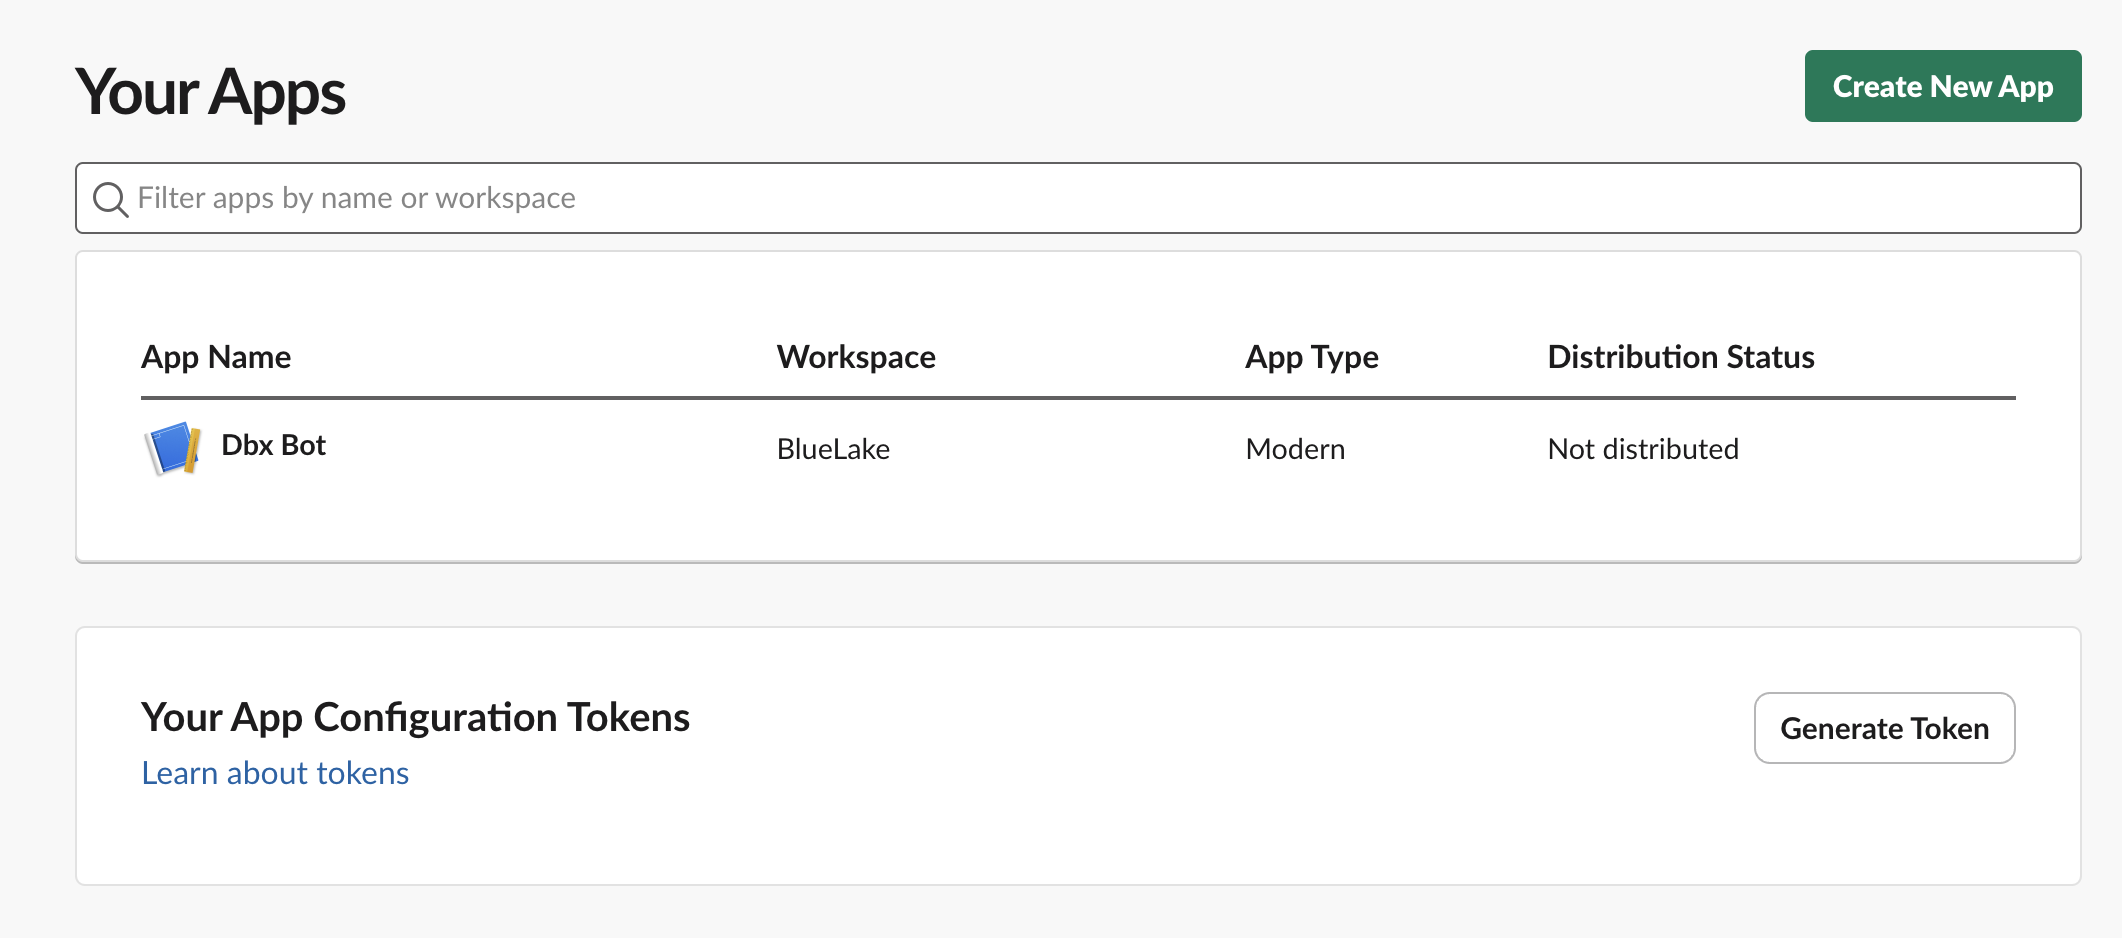 Your Apps
Create New App
Filter apps by name or workspace
App Name Workspace App Type Distribution Status
Dbx Bot BlueLake Modern Not distributed
Your App Configuration Tokens
Generate Token
Learn about tokens